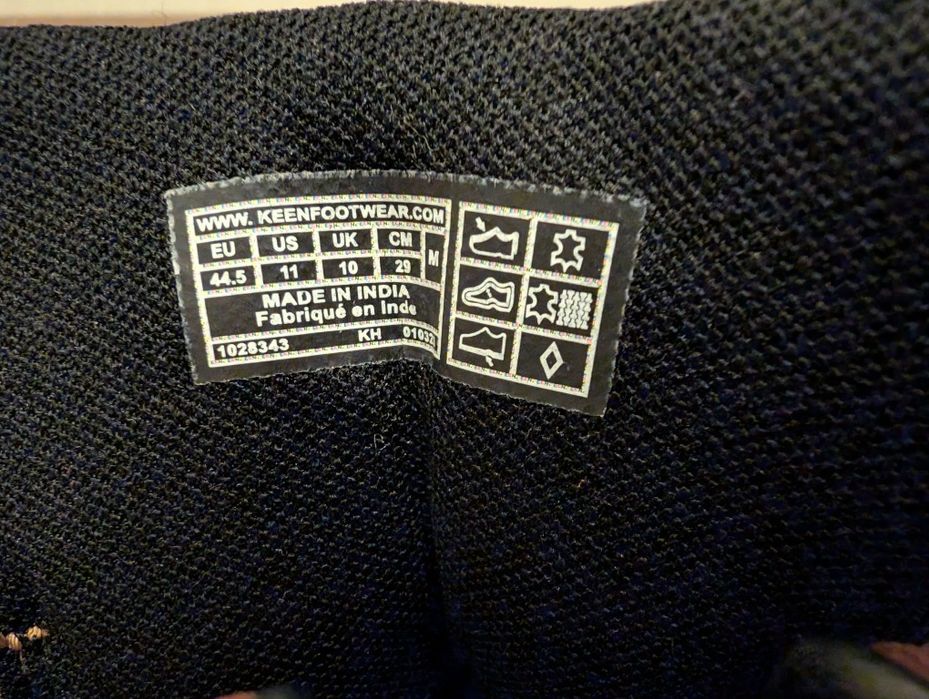 WWW. KEENFOOTWEAR.COM
EU US UK CM M
44.5 11 10 29
MADE IN INDIA
Fabriqué en Inde
1028343 KH